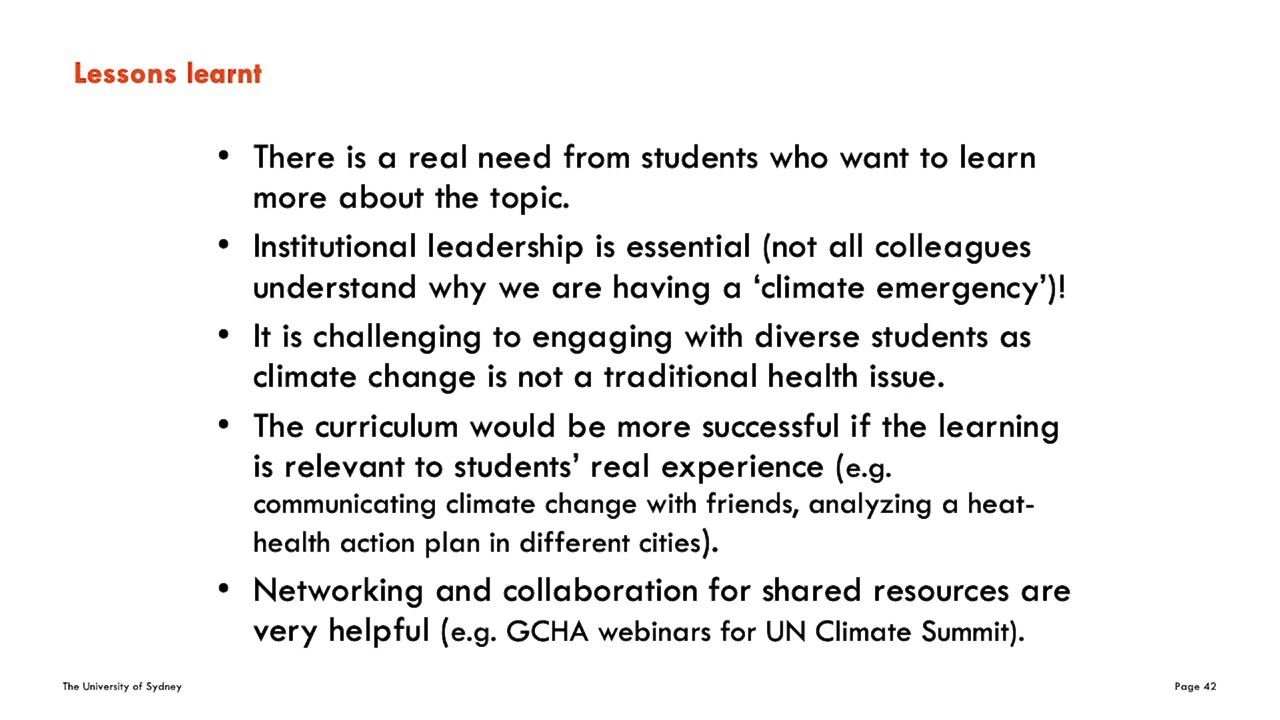 Lessons learnt
• There is a real need from students who want to learn
more about the topic.
• Institutional leadership is essential (not all colleagues
understand why we are having a ‘climate emergency’)!
• It is challenging to engaging with diverse students as
climate change is not a traditional health issue.
• The curriculum would be more successful if the learning
is relevant to students’ real experience (e.g.
communicating climate change with friends, analyzing a heat-
health action plan in different cities).
• Networking and collaboration for shared resources are
very helpful (e.g. GCHA webinars for UN Climate Summit).
The University of Sydney
Page 42